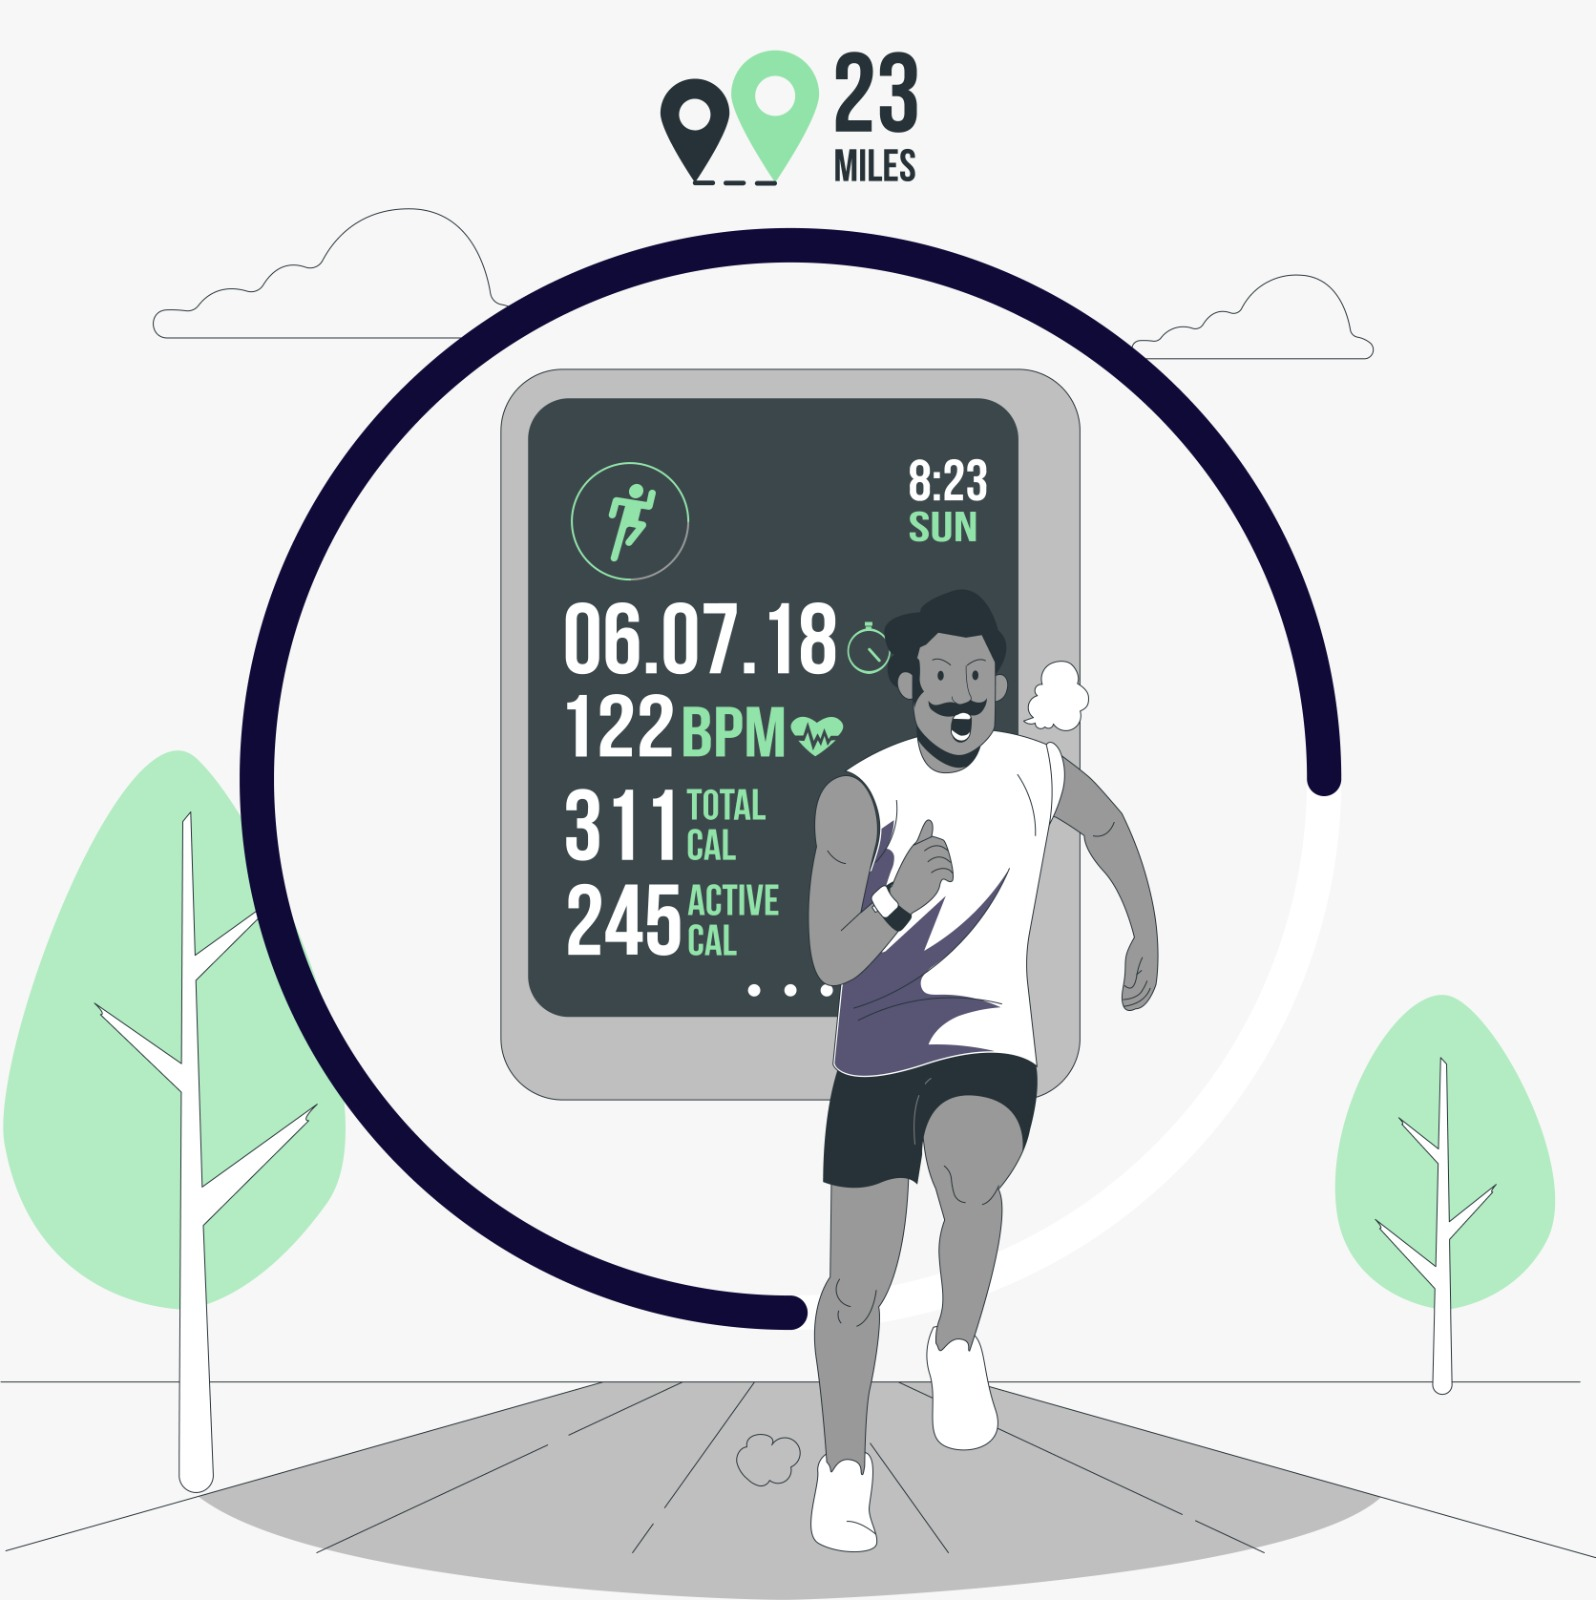 23
MILES
8:23
SUN
06.07.18
122 BPM
311 TOTAL CAL
245 ACTIVE CAL